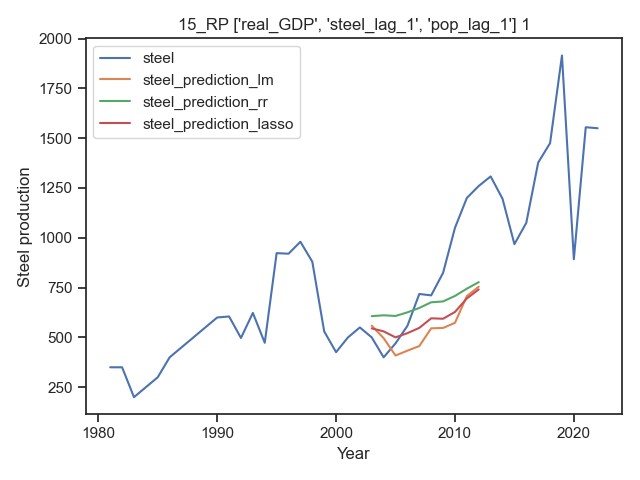 15_RP ['real_GDP', 'steel_lag_1', 'pop_lag_1'] 1
steel
steel_prediction_lm
steel_prediction_rr
steel_prediction_lasso
Steel production
2000
1750
1500
1250
1000
750
500
250
1980 1990 2000 2010 2020
Year